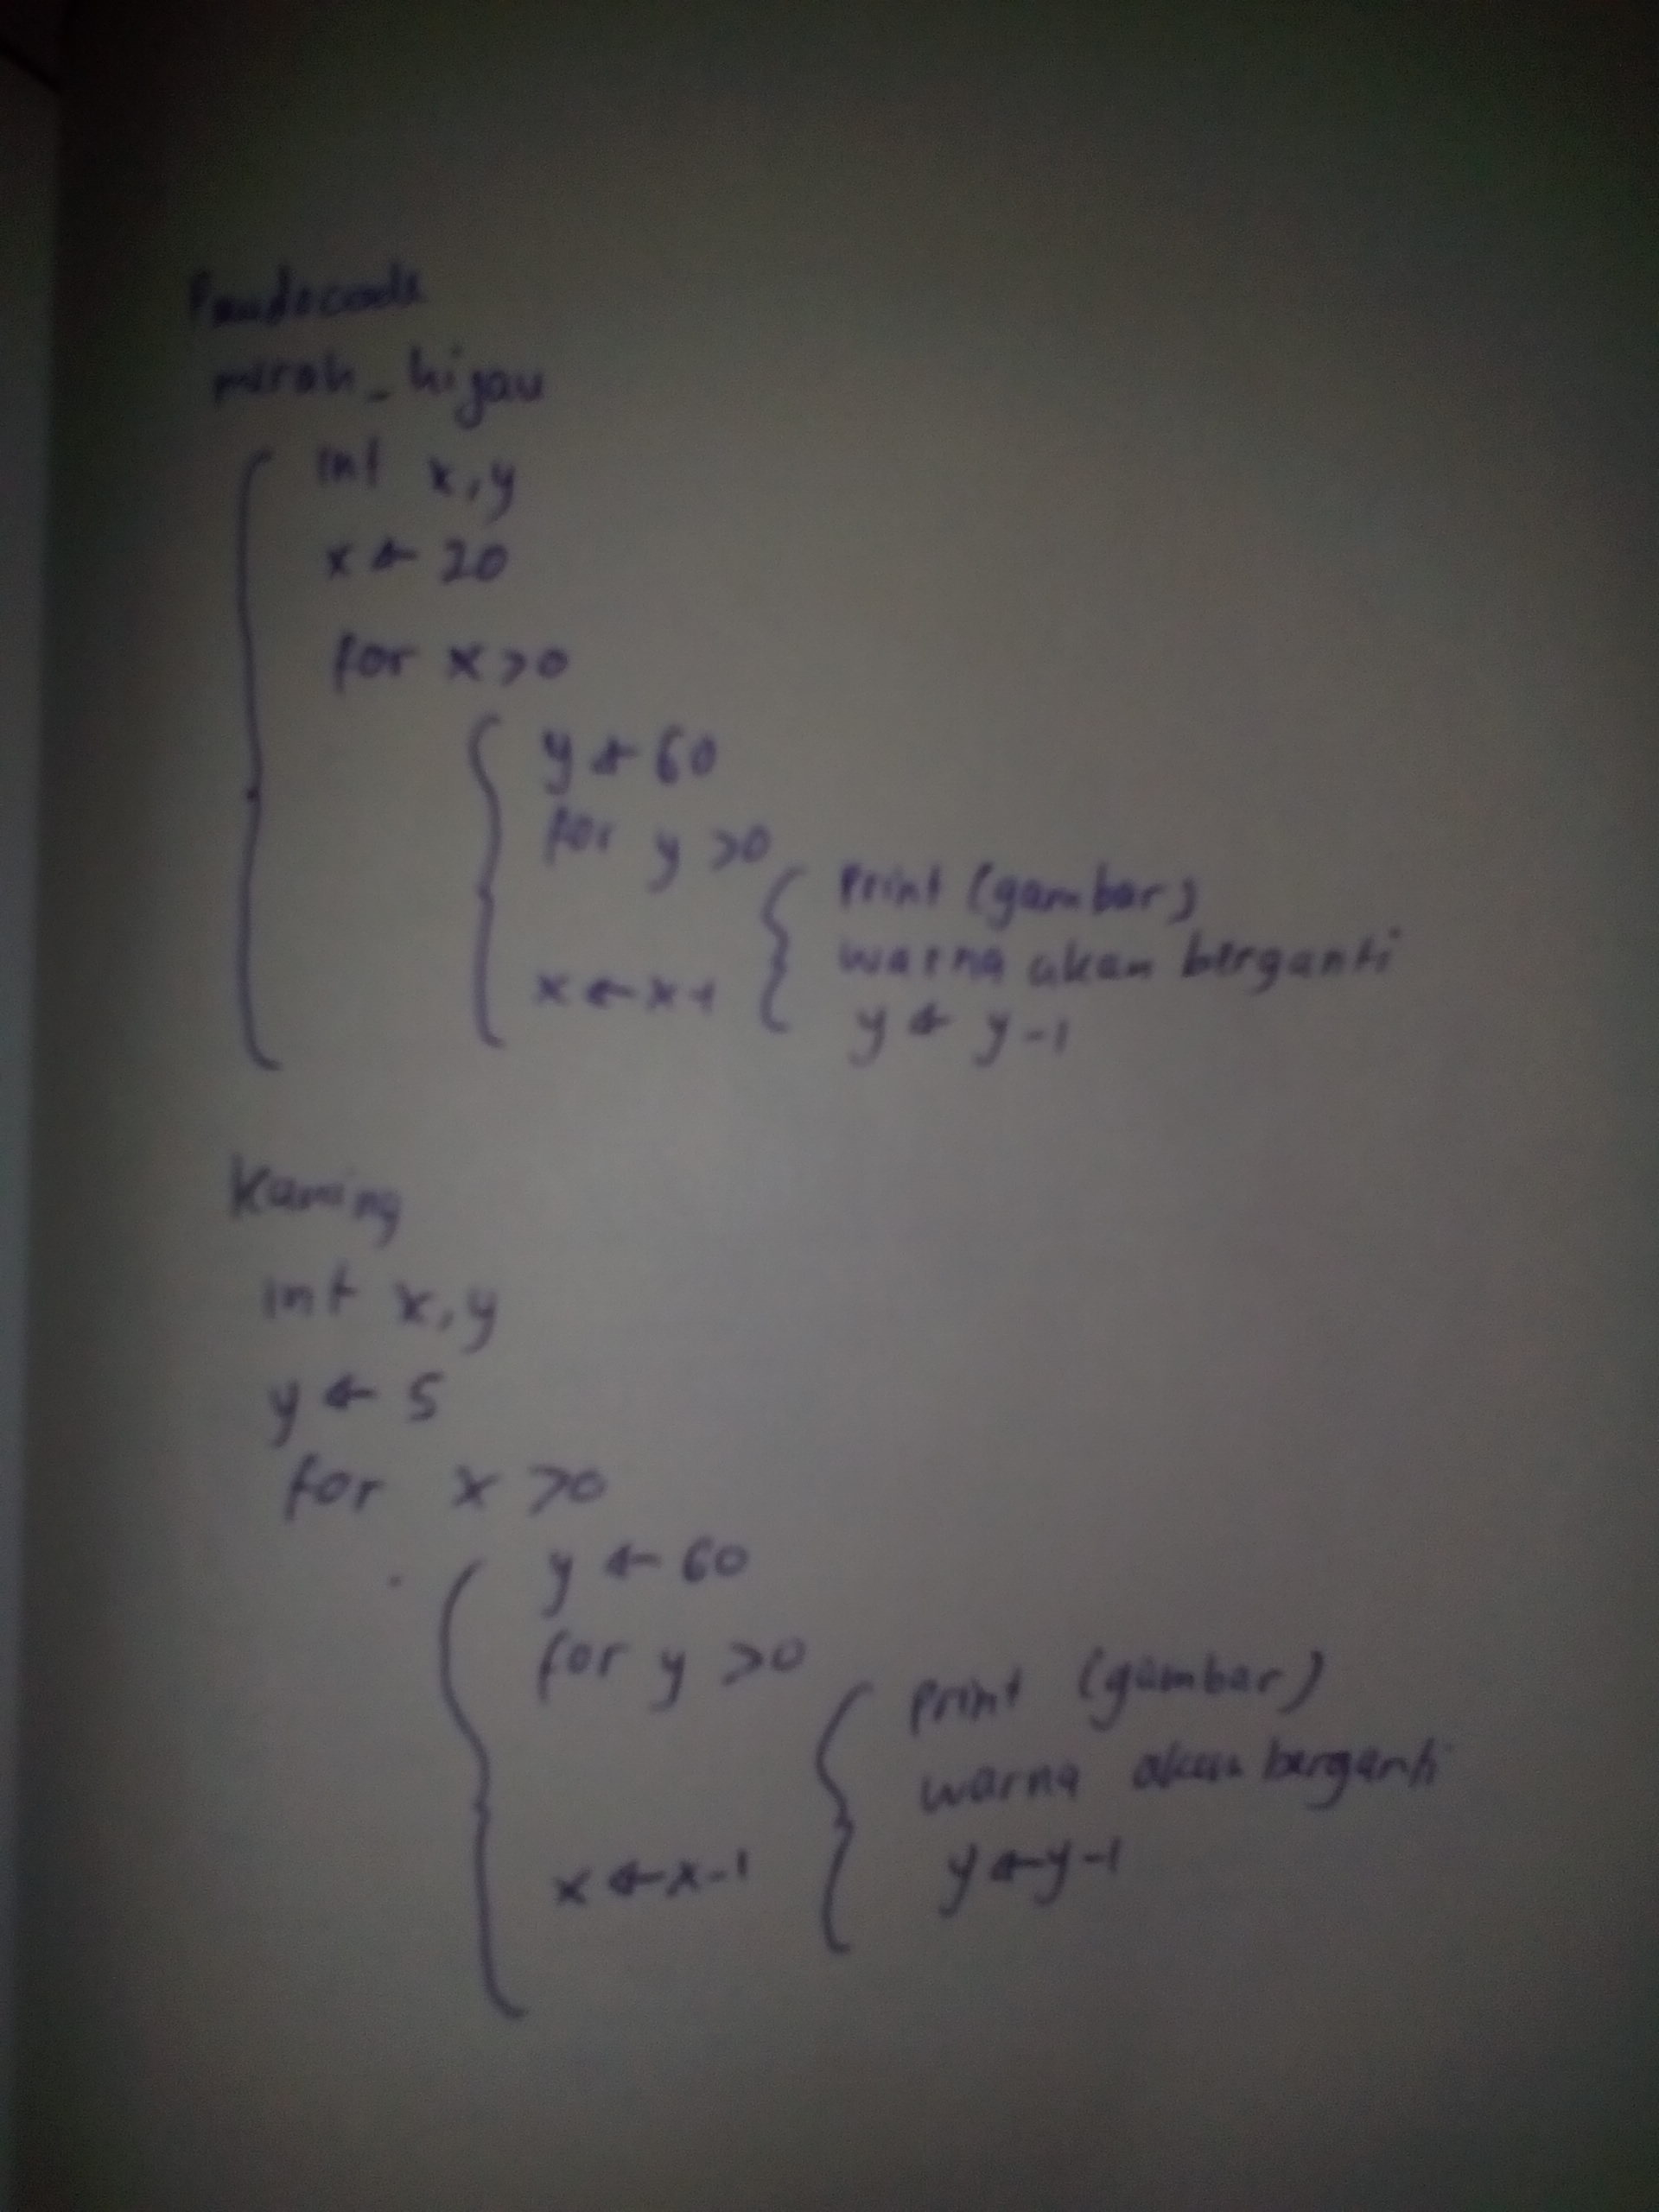 Pseudocode
merah_hijau
int x,y
x ← 20
for x >0
y ← 60
for y >0
print (gambar)
warna akan berganti
x ← x-1
y ← y-1
Kuning
int x,y
y ← 5
for x >0
y ← 60
for y >0
print (gambar)
warna akan berganti
x ← x-1
y ← y-1